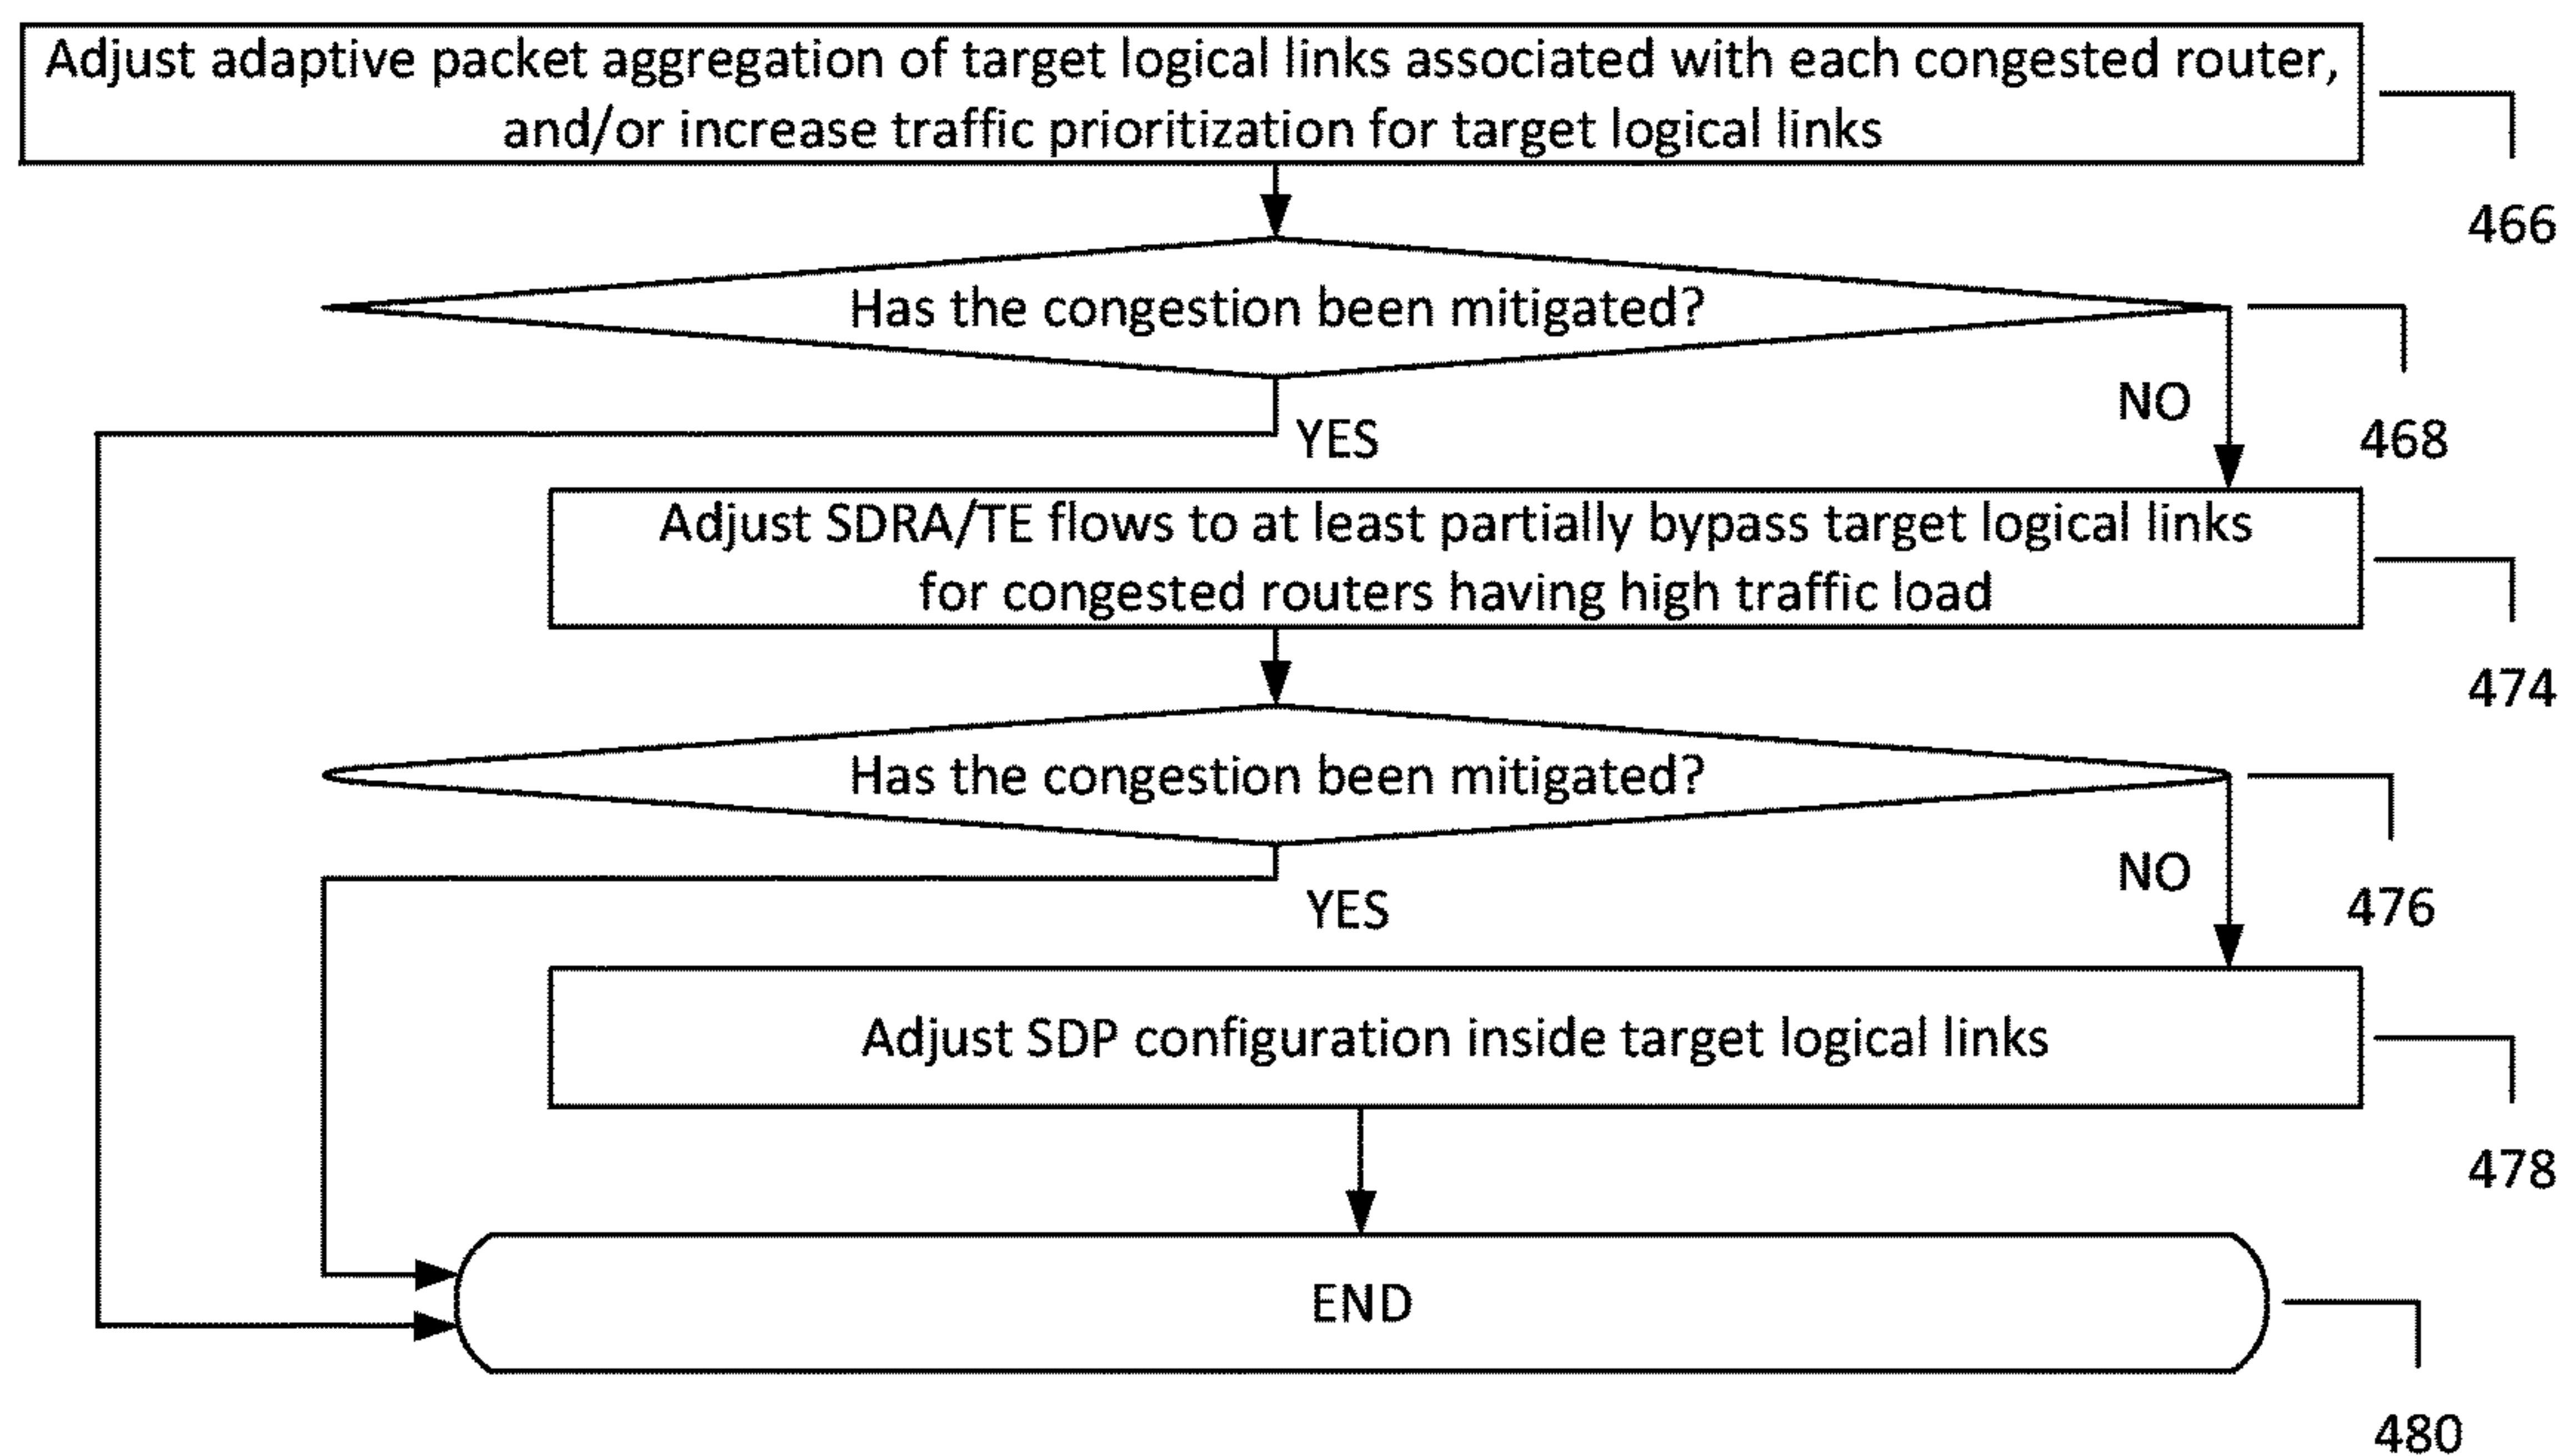 Adjust adaptive packet aggregation of target logical links associated with each congested router,
and/or increase traffic prioritization for target logical links
466
Has the congestion been mitigated?
NO
YES
468
Adjust SDRA/TE flows to at least partially bypass target logical links
for congested routers having high traffic load
474
Has the congestion been mitigated?
NO
YES
476
Adjust SDP configuration inside target logical links
478
END
480